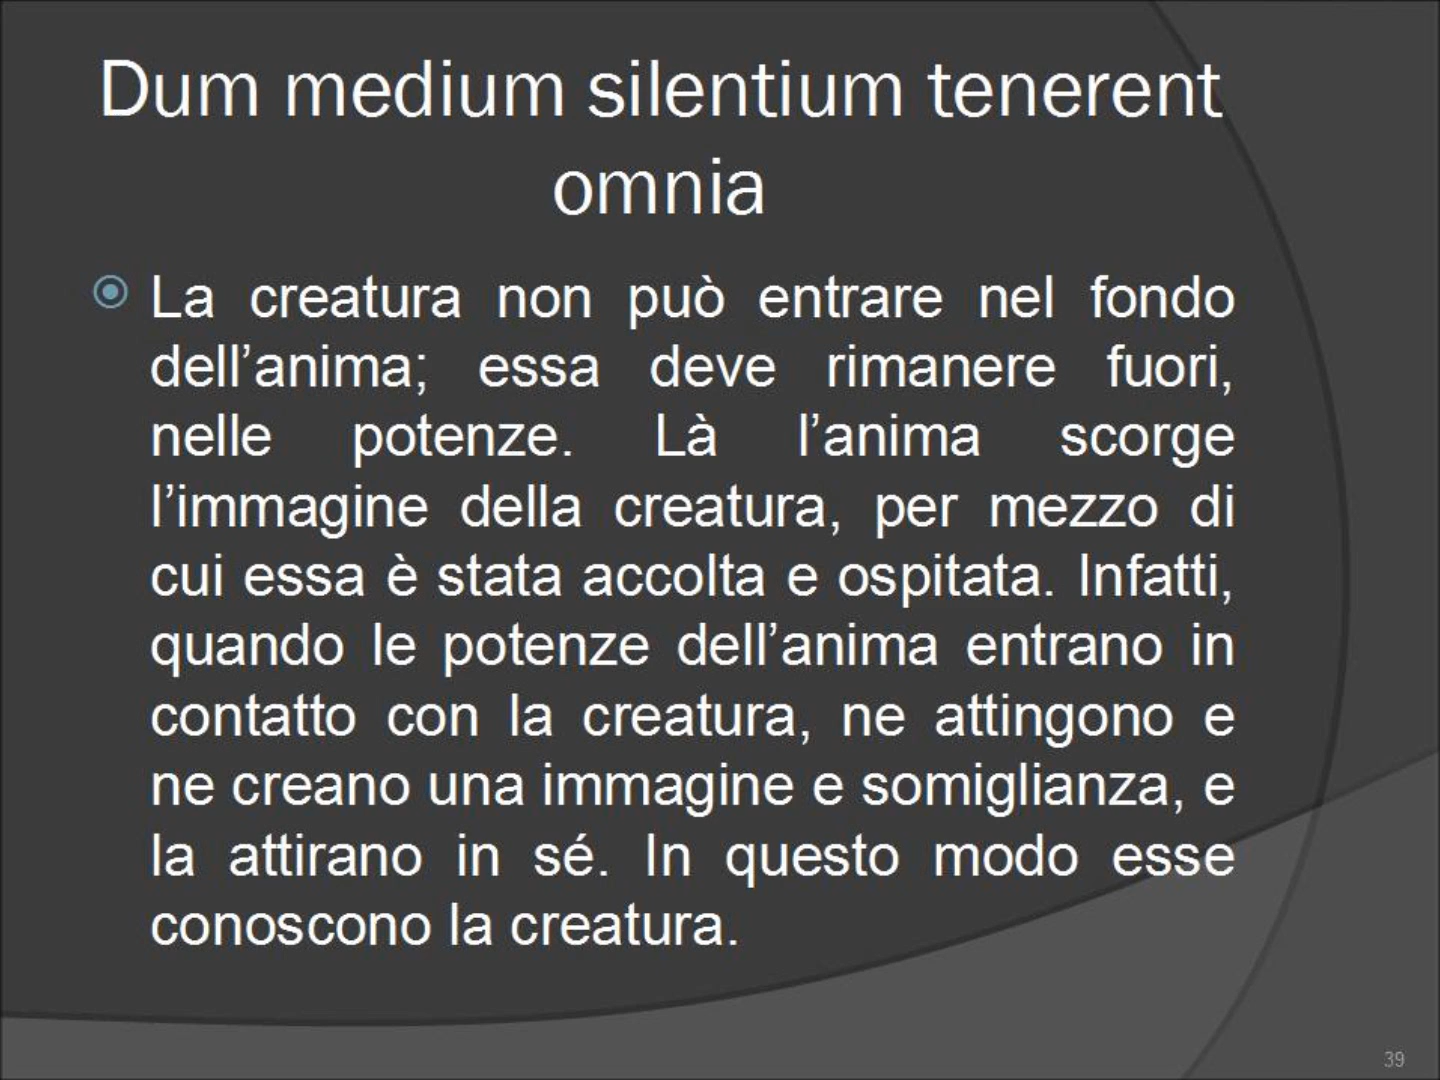 Dum medium silentium tenerent
omnia
La creatura non può entrare nel fondo
dell’anima; essa deve rimanere fuori,
nelle potenze. Là l’anima scorge
l’immagine della creatura, per mezzo di
cui essa è stata accolta e ospitata. Infatti,
quando le potenze dell’anima entrano in
contatto con la creatura, ne attingono e
ne creano una immagine e somiglianza, e
la attirano in sé. In questo modo esse
conoscono la creatura.
39